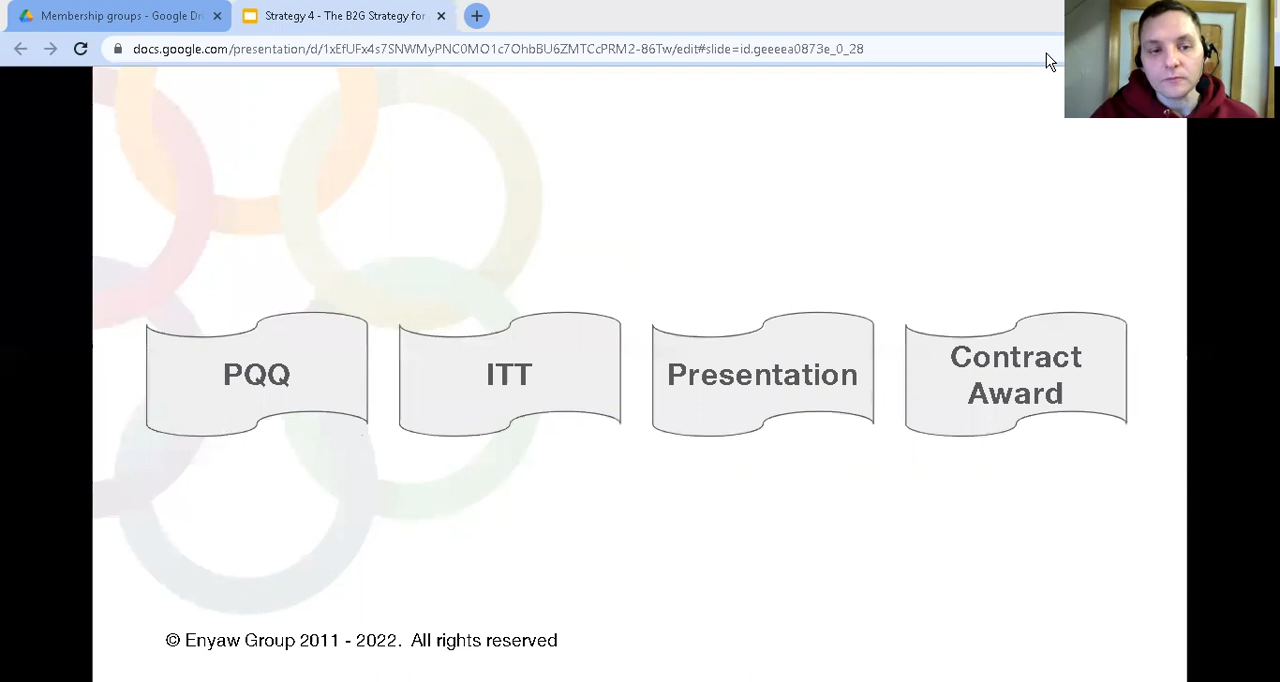 Membership groups - Google Dri
Strategy 4 - The B2G Strategy for
docs.google.com/presentation/d/1xEfUFx4s7SNWMyPNC0MO1c7OhbBU6ZMTCcPRM2-86Tw/edit#slide=id.geeeea0873e_0_28
PQQ
ITT
Presentation
Contract
Award
© Enyaw Group 2011 - 2022. All rights reserved